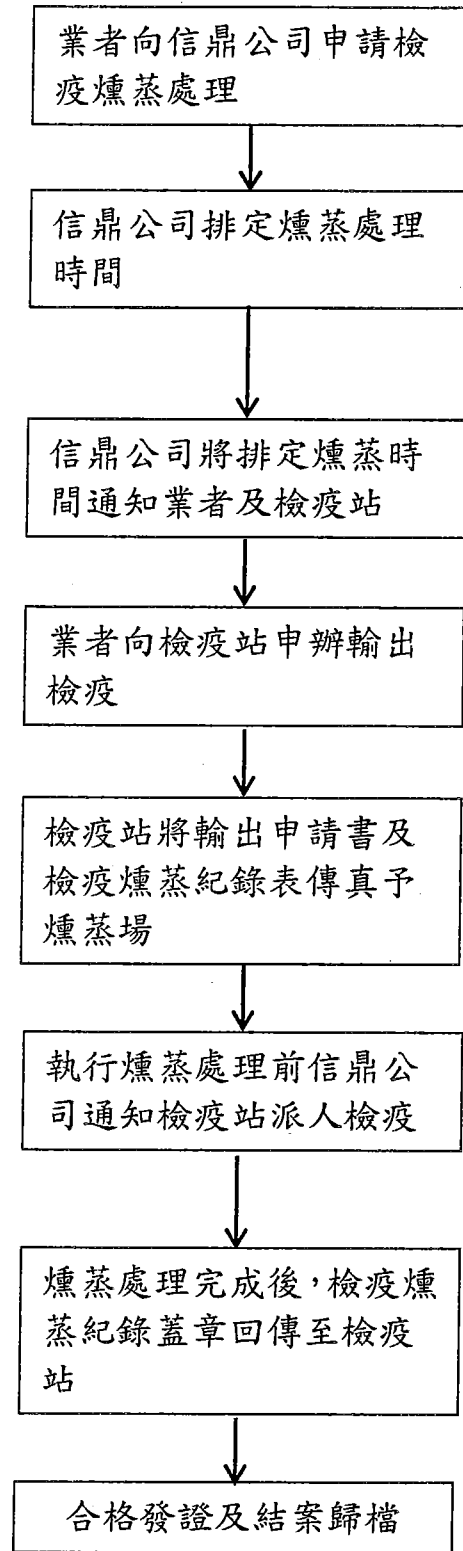 業者向信鼎公司申請檢
疫燻蒸處理
信鼎公司排定燻蒸處理
時間
信鼎公司將排定燻蒸時
間通知業者及檢疫站
業者向檢疫站申辦輸出
檢疫
檢疫站將輸出申請書及
檢疫燻蒸紀錄表傳真予
燻蒸場
執行燻蒸處理前信鼎公
司通知檢疫站派人檢疫
燻蒸處理完成後，檢疫燻
蒸紀錄蓋章回傳至檢疫
站
合格發證及結案歸檔